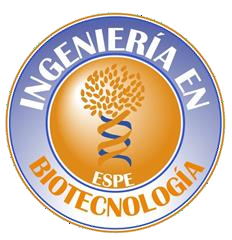 INGENIERÍA EN
ESPE
BIOTECNOLOGÍA